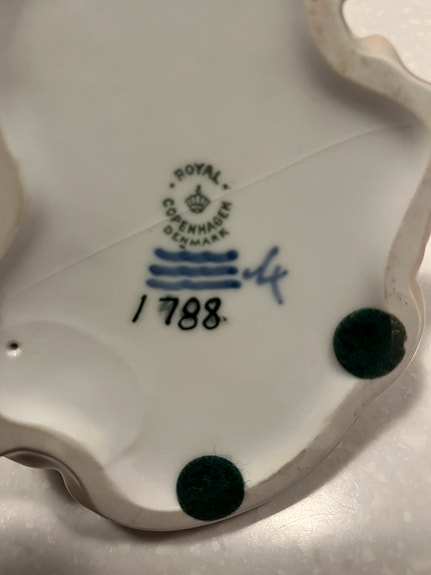 ROYAL
COPENHAGEN
DENMARK
1788.